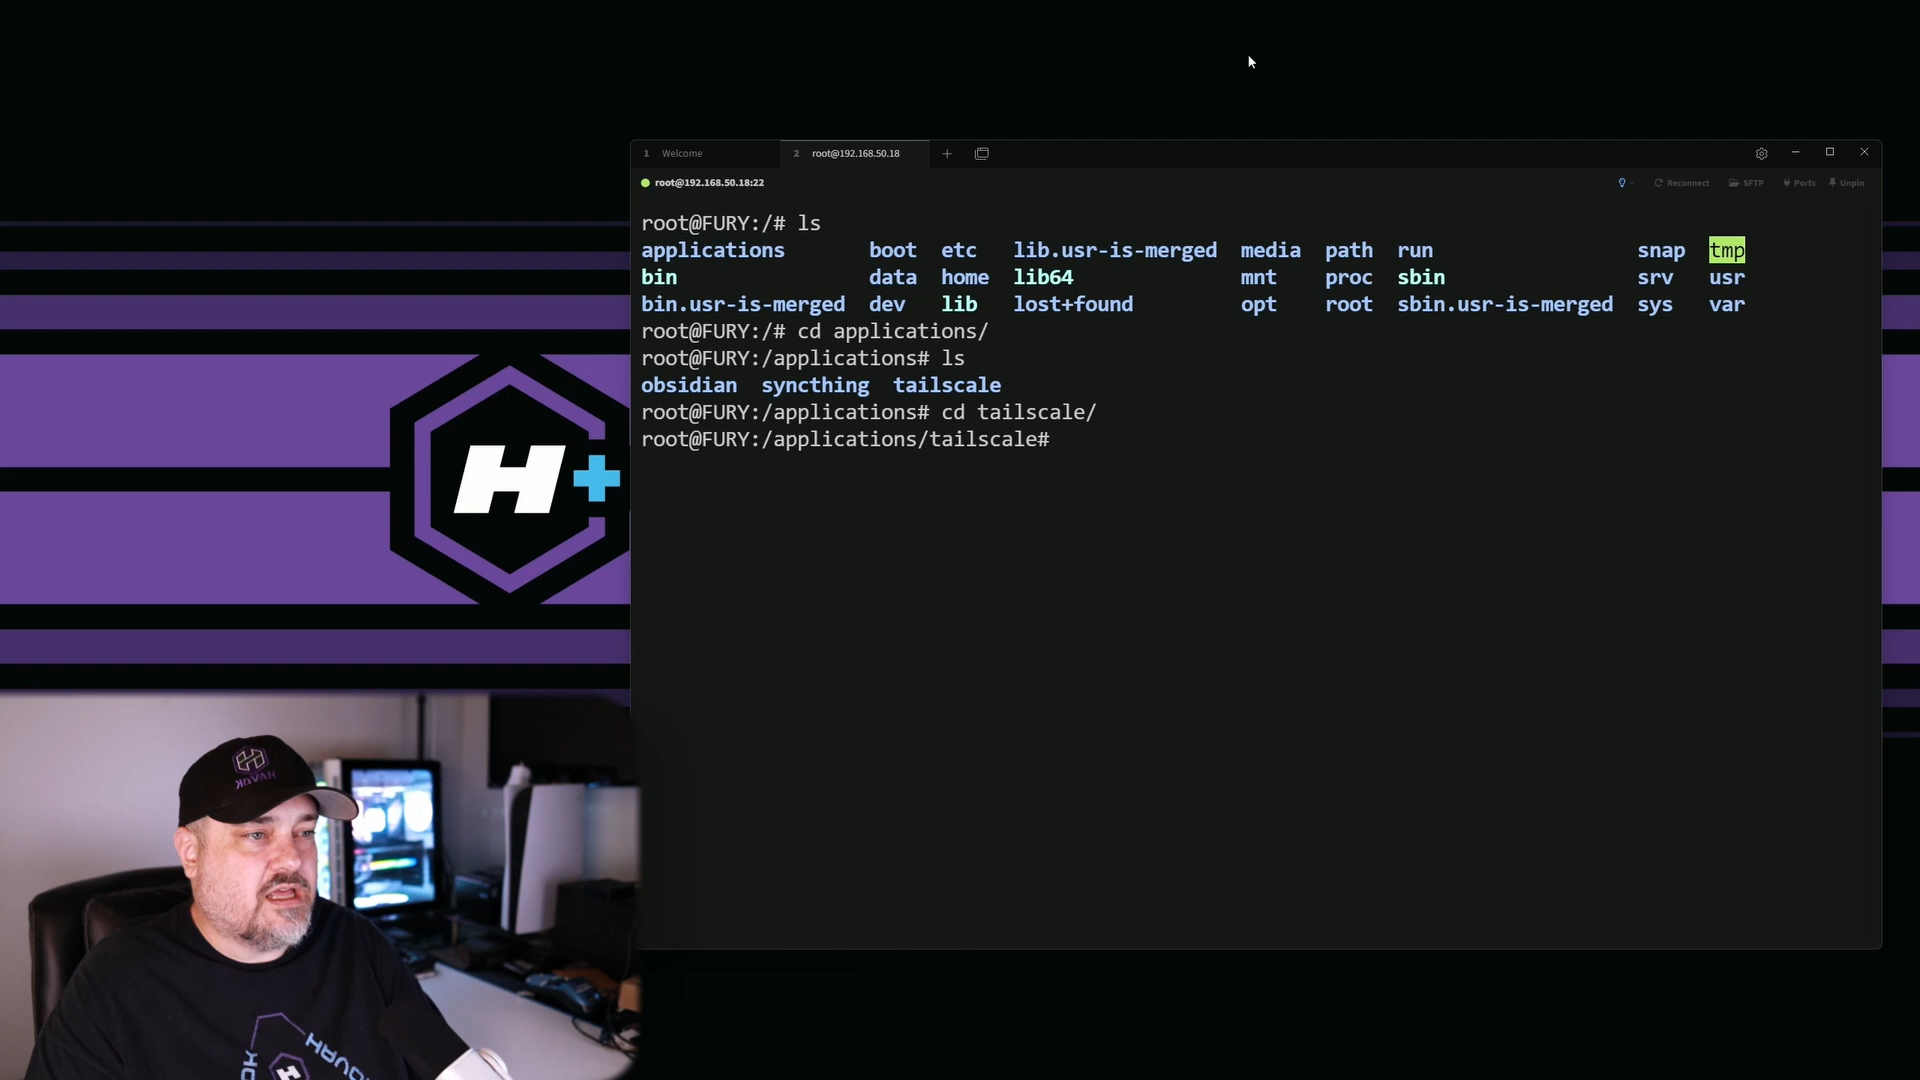 1 Welcome 2 root@192.168.50.18
root@192.168.50.18:22 Reconnect SFTP Ports Unpin
root@FURY:/# ls
applications boot etc lib.usr-is-merged media path run snap tmp
bin data home lib64 mnt proc sbin srv usr
bin.usr-is-merged dev lib lost+found opt root sbin.usr-is-merged sys var
root@FURY:/# cd applications/
root@FURY:/applications# ls
obsidian syncthing tailscale
root@FURY:/applications# cd tailscale/
root@FURY:/applications/tailscale#
H+
HAVOK
HAVOK
H